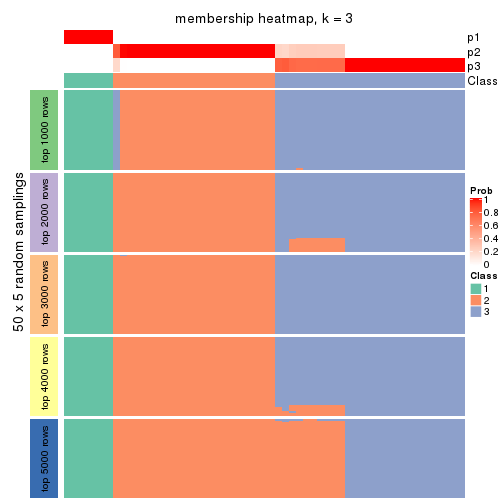 membership heatmap, k = 3
p1
p2
p3
Class
50 x 5 random samplings
top 1000 rows
top 2000 rows
top 3000 rows
top 4000 rows
top 5000 rows
Prob
1
0.8
0.6
0.4
0.2
0
Class
1
2
3